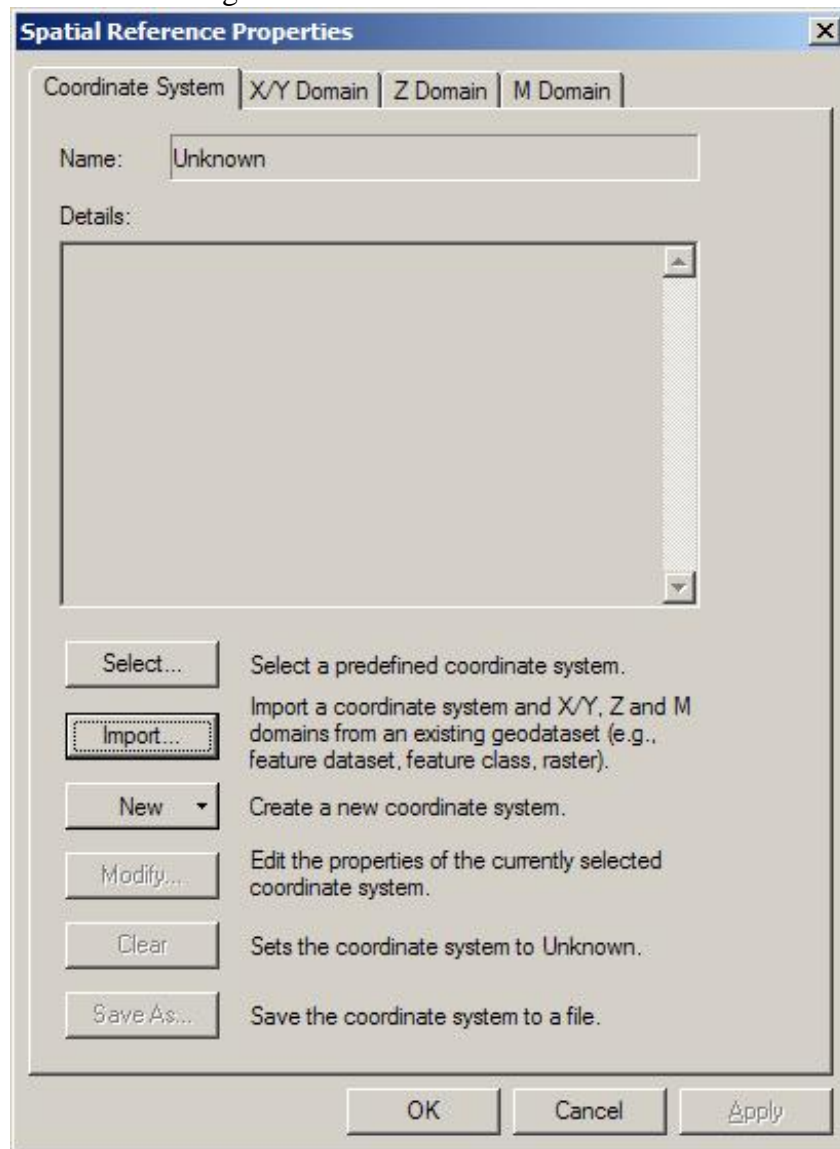 Spatial Reference Properties
Coordinate System X/Y Domain Z Domain M Domain
Name: Unknown
Details:
Select... Select a predefined coordinate system.
Import... Import a coordinate system and X/Y, Z and M
domains from an existing geodataset (e.g.,
feature dataset, feature class, raster).
New Create a new coordinate system.
Modify... Edit the properties of the currently selected
coordinate system.
Clear Sets the coordinate system to Unknown.
Save As... Save the coordinate system to a file.
OK Cancel Apply